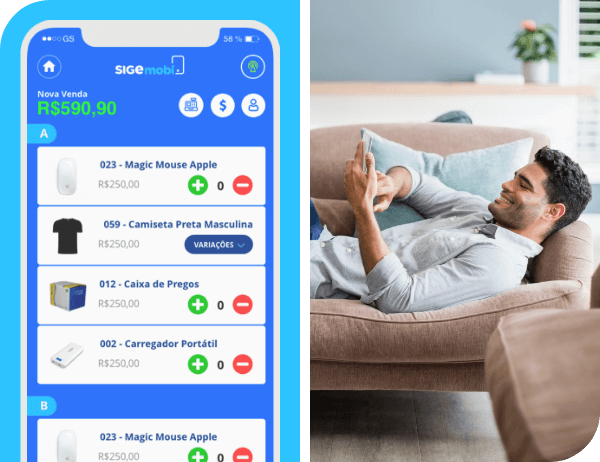 GS
58 %
SIGEmobi
Nova Venda
R$590,90
$
A
023 - Magic Mouse Apple
R$250,00
0
059 - Camiseta Preta Masculina
R$250,00
VARIAÇÕES
012 - Caixa de Pregos
R$250,00
0
002 - Carregador Portátil
R$250,00
0
B
023 - Magic Mouse Apple
R$250,00
0